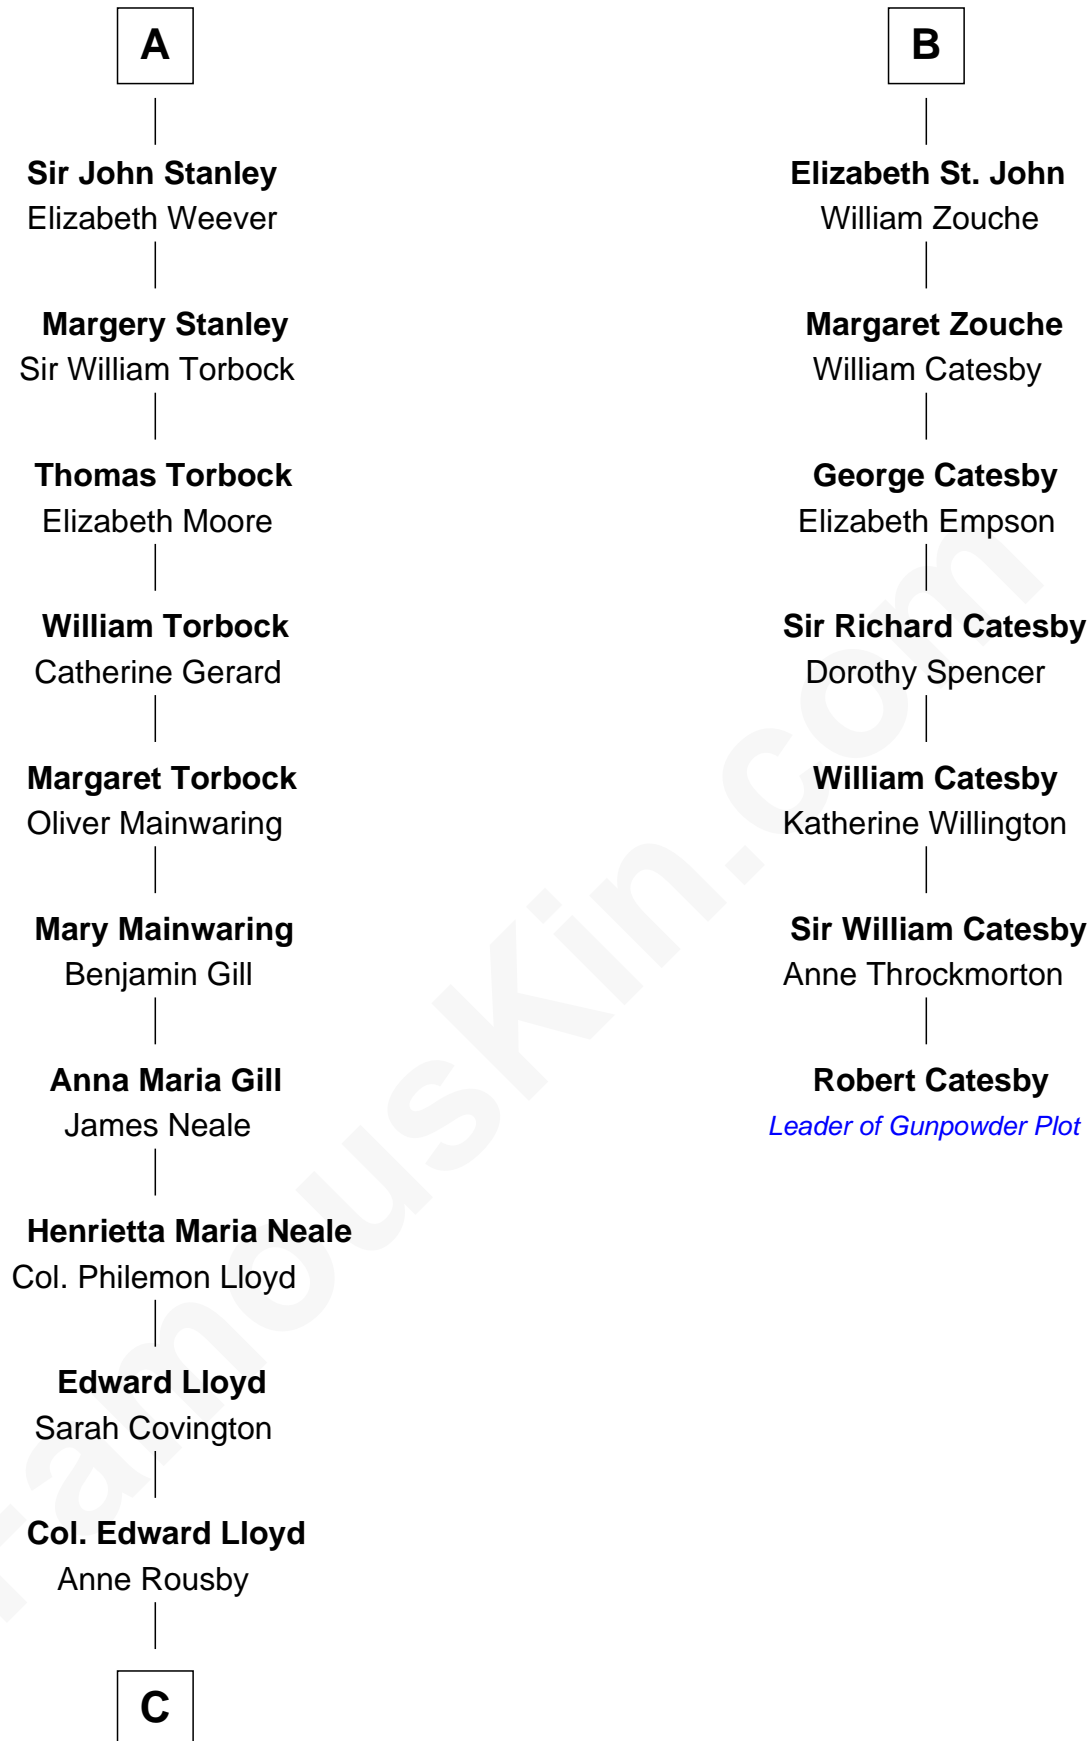 A
Sir John Stanley
Elizabeth Weever
Margery Stanley
Sir William Torbock
Thomas Torbock
Elizabeth Moore
William Torbock
Catherine Gerard
Margaret Torbock
Oliver Mainwaring
Mary Mainwaring
Benjamin Gill
Anna Maria Gill
James Neale
Henrietta Maria Neale
Col. Philemon Lloyd
Edward Lloyd
Sarah Covington
Col. Edward Lloyd
Anne Rousby
C
B
Elizabeth St. John
William Zouche
Margaret Zouche
William Catesby
George Catesby
Elizabeth Empson
Sir Richard Catesby
Dorothy Spencer
William Catesby
Katherine Willington
Sir William Catesby
Anne Throckmorton
Robert Catesby
Leader of Gunpowder Plot
FamousKin.com